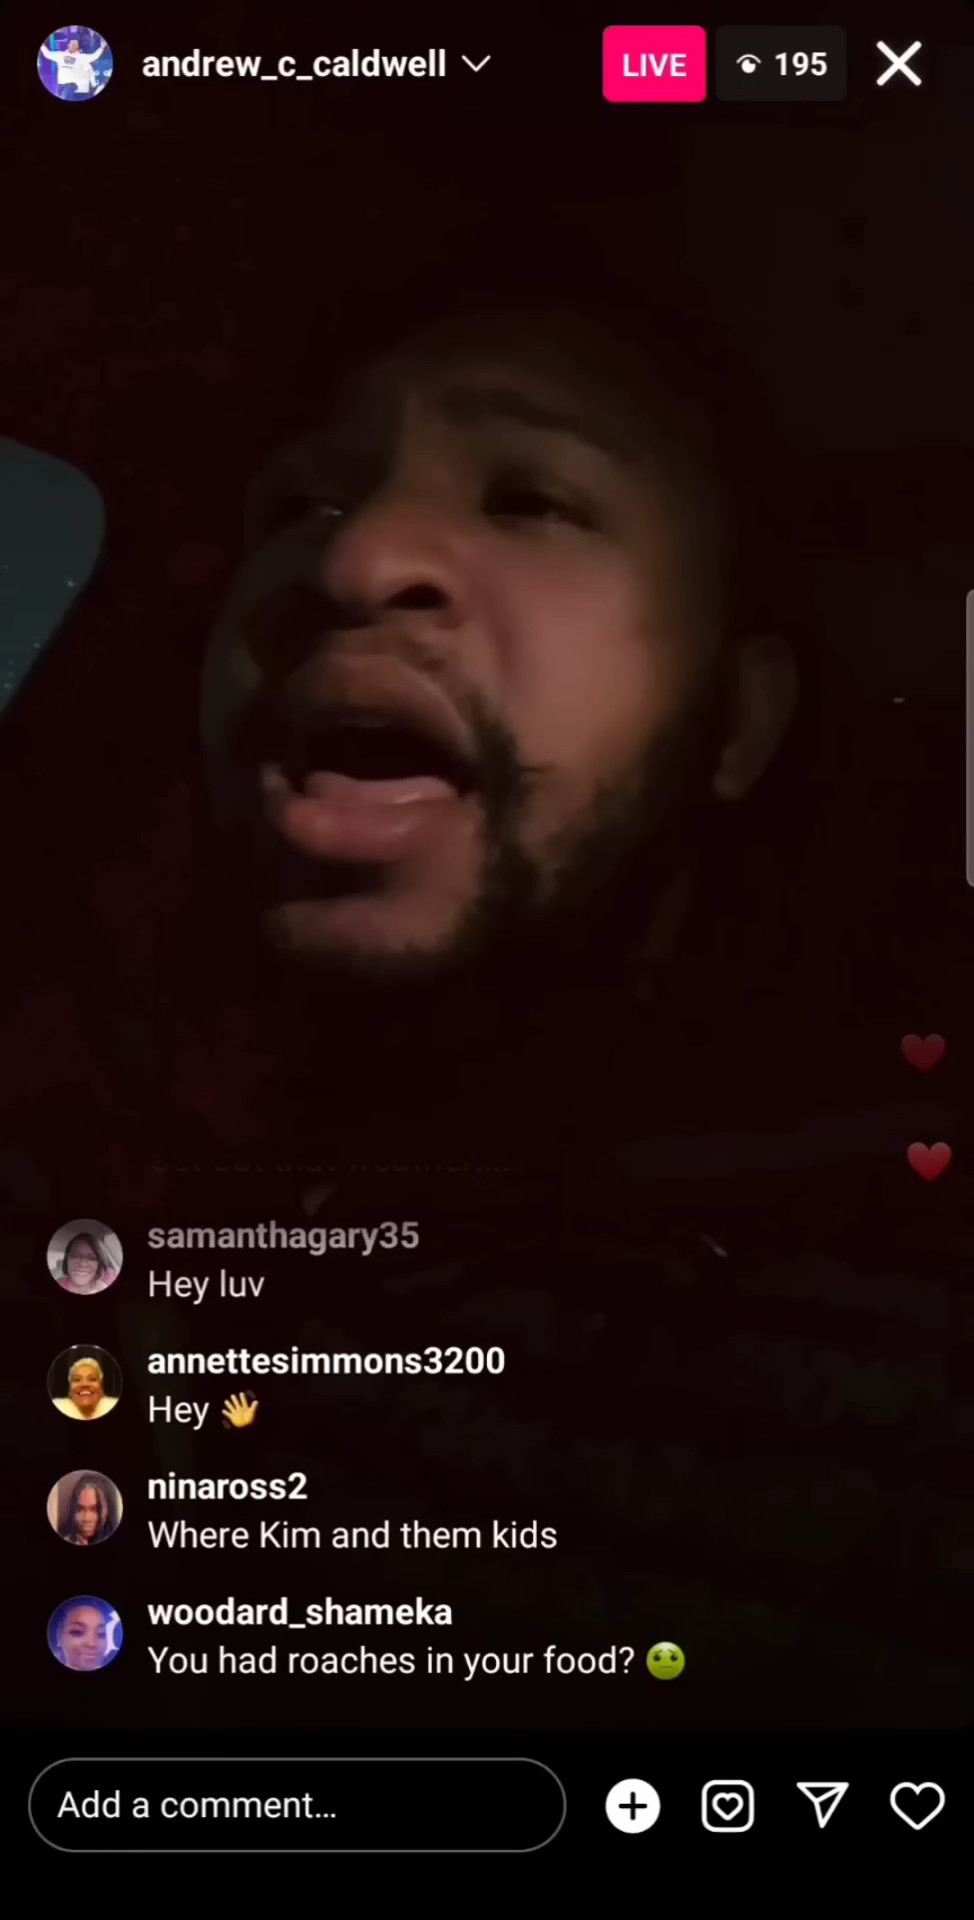 andrew_c_caldwell
LIVE
195
samanthagary35
Hey luv
annettesimmons3200
Hey 👋
ninaross2
Where Kim and them kids
woodard_shameka
You had roaches in your food? 🤢
Add a comment...